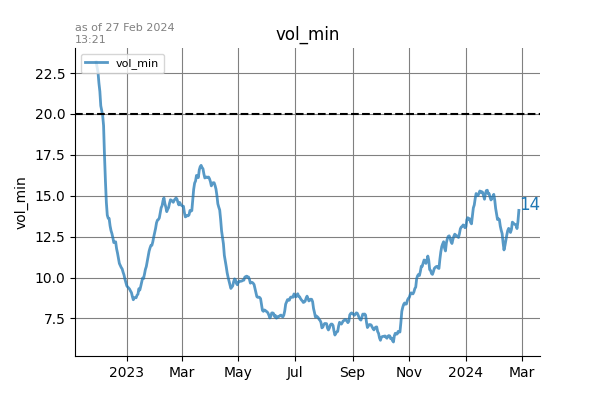 as of 27 Feb 2024
13:21
vol_min
vol_min
22.5
20.0
17.5
15.0
12.5
10.0
7.5
vol_min
14
2023
Mar
May
Jul
Sep
Nov
2024
Mar